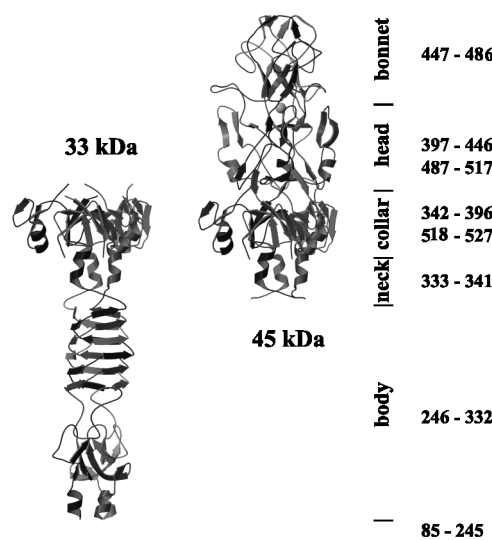 33 kDa
45 kDa
bonnet
head
collar
neck
body
447 - 486
397 - 446
487 - 517
342 - 396
518 - 527
333 - 341
246 - 332
85 - 245